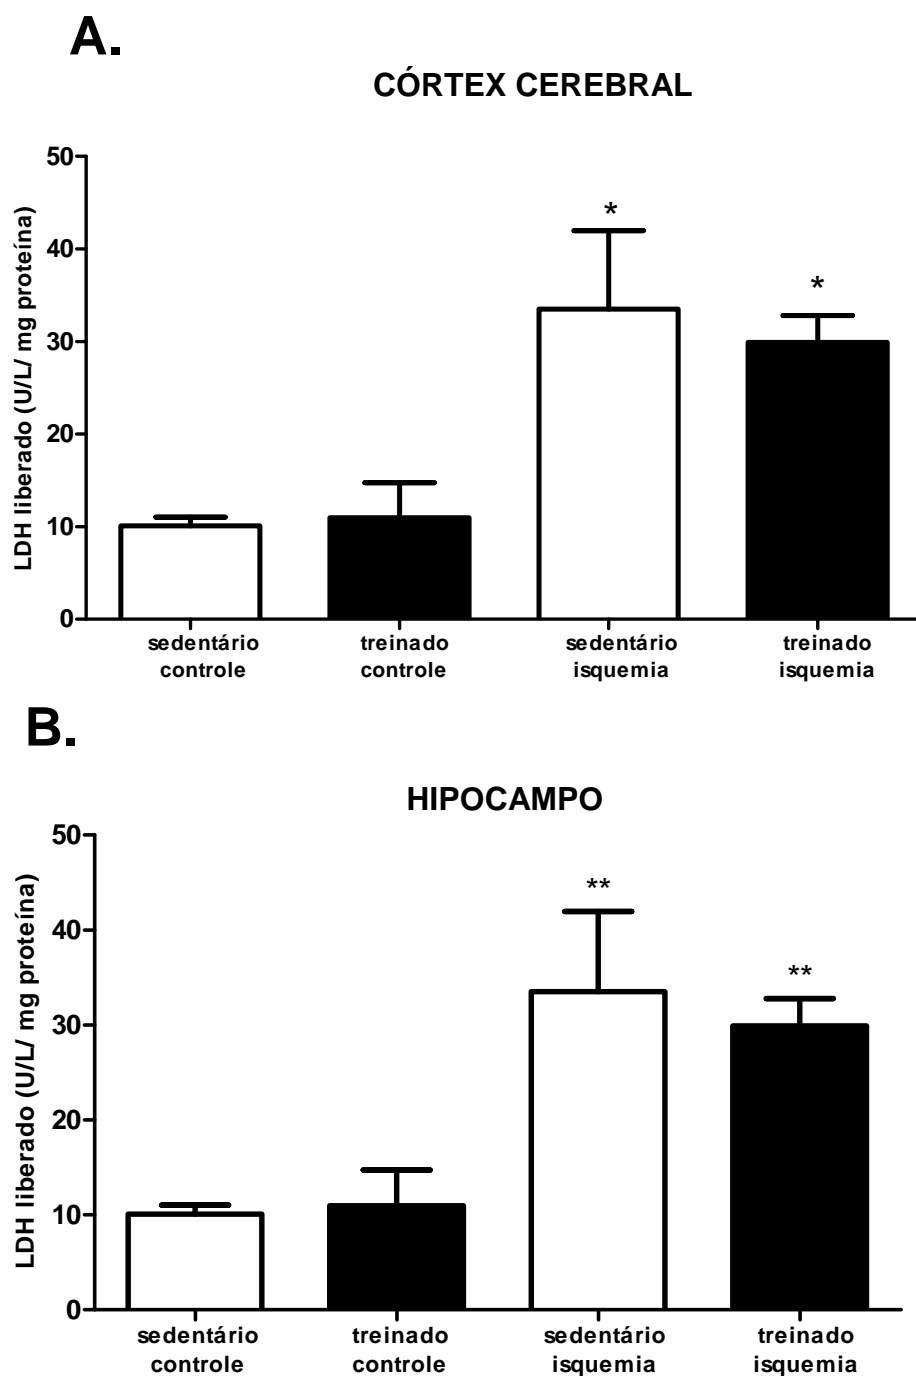 A.
CÓRTEX CEREBRAL
LDH liberado (U/L/ mg proteína)
50
40
30
20
10
0
*
*
sedentário treinado sedentário treinado
controle controle isquemia isquemia
B.
HIPOCAMPO
LDH liberado (U/L/ mg proteína)
50
40
30
20
10
0
**
**
sedentário treinado sedentário treinado
controle controle isquemia isquemia